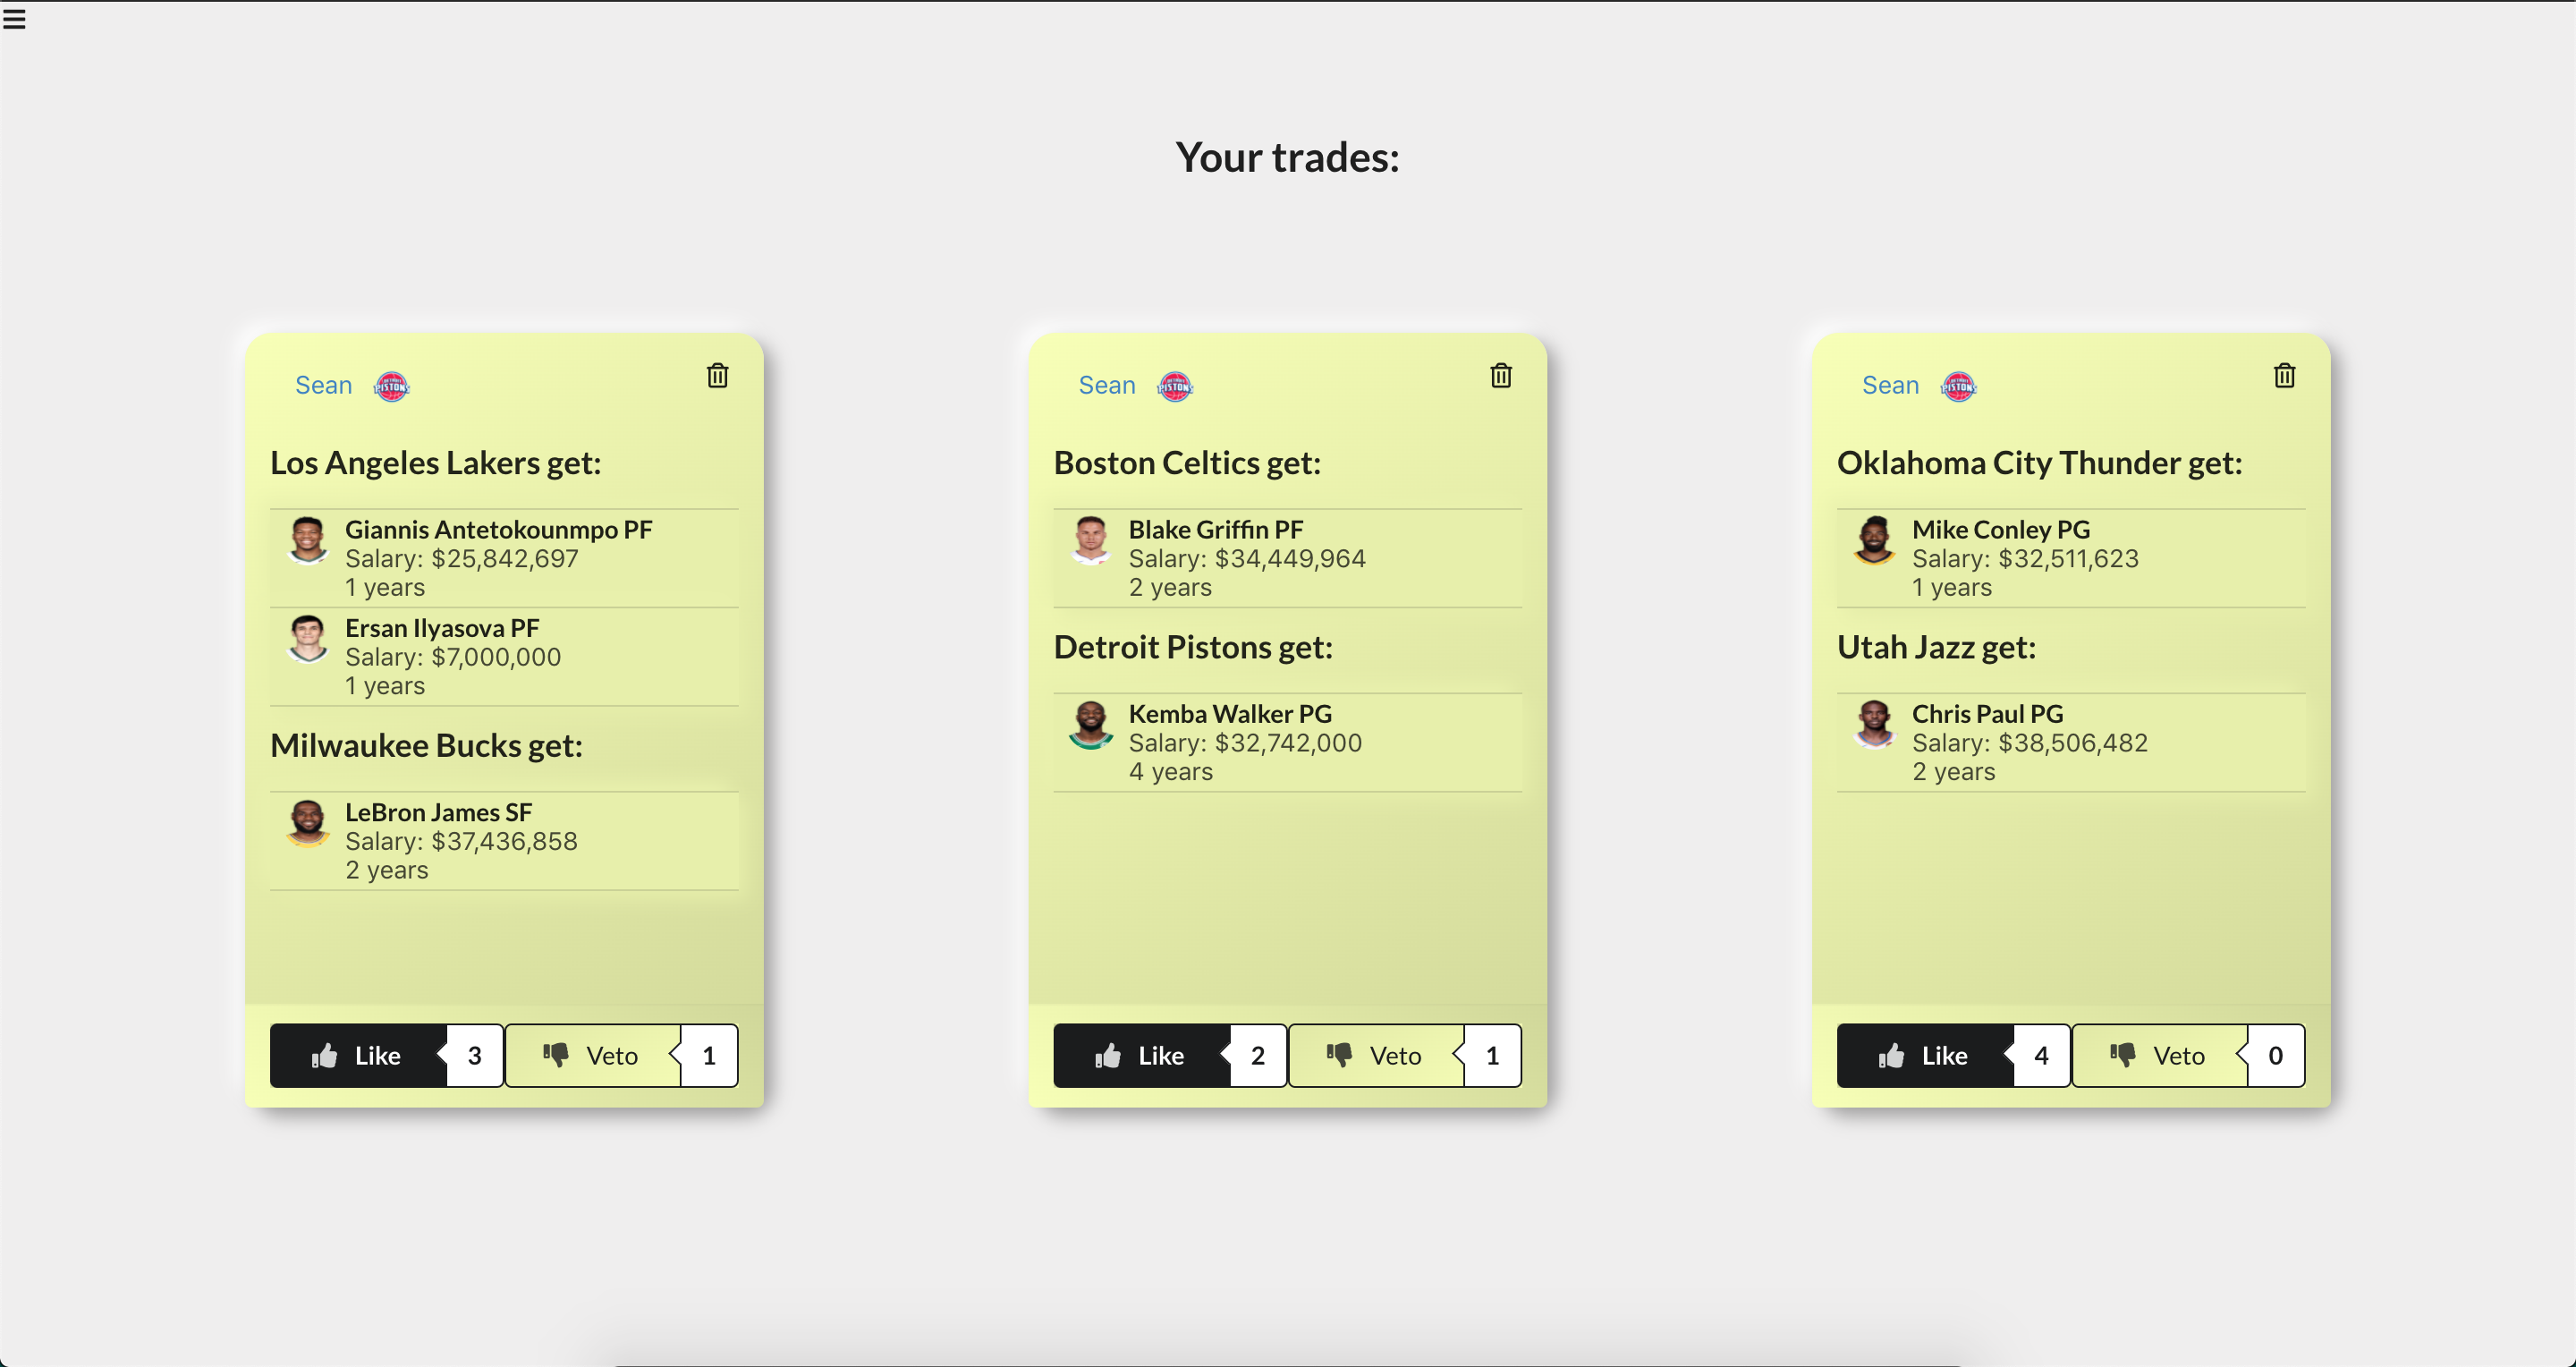 Your trades:
Sean
PISTONS
Los Angeles Lakers get:
Giannis Antetokounmpo PF
Salary: $25,842,697
1 years
Ersan Ilyasova PF
Salary: $7,000,000
1 years
Milwaukee Bucks get:
LeBron James SF
Salary: $37,436,858
2 years
Like 3 Veto 1
Sean
PISTONS
Boston Celtics get:
Blake Griffin PF
Salary: $34,449,964
2 years
Detroit Pistons get:
Kemba Walker PG
Salary: $32,742,000
4 years
Like 2 Veto 1
Sean
PISTONS
Oklahoma City Thunder get:
Mike Conley PG
Salary: $32,511,623
1 years
Utah Jazz get:
Chris Paul PG
Salary: $38,506,482
2 years
Like 4 Veto 0